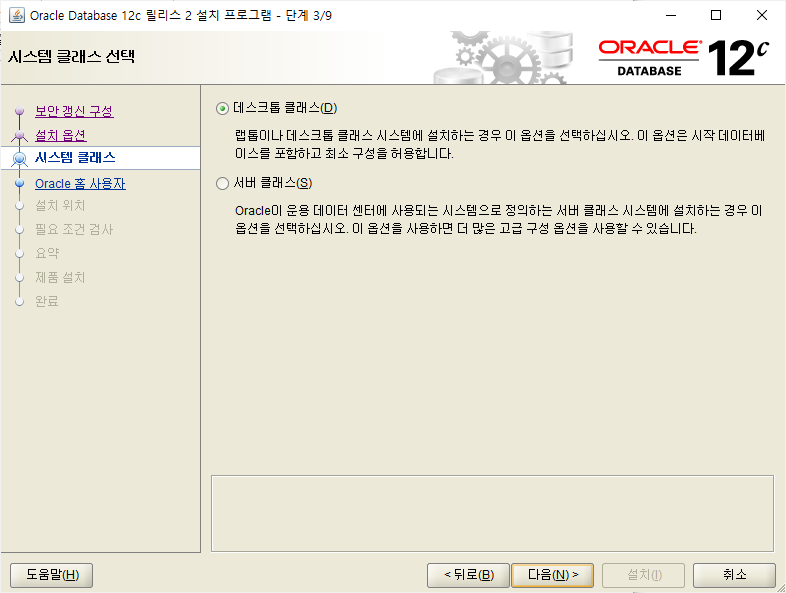 Oracle Database 12c 릴리스 2 설치 프로그램 - 단계 3/9
시스템 클래스 선택
ORACLE
DATABASE
12c
보안 갱신 구성
설치 옵션
시스템 클래스
Oracle 홈 사용자
설치 위치
필요 조건 검사
요약
제품 설치
완료
데스크톱 클래스(D)
랩톱이나 데스크톱 클래스 시스템에 설치하는 경우 이 옵션을 선택하십시오. 이 옵션은 시작 데이터베
이스를 포함하고 최소 구성을 허용합니다.
서버 클래스(S)
Oracle이 운용 데이터 센터에 사용되는 시스템으로 정의하는 서버 클래스 시스템에 설치하는 경우 이
옵션을 선택하십시오. 이 옵션을 사용하면 더 많은 고급 구성 옵션을 사용할 수 있습니다.
도움말(H)
< 뒤로(B)
다음(N) >
설치(I)
취소